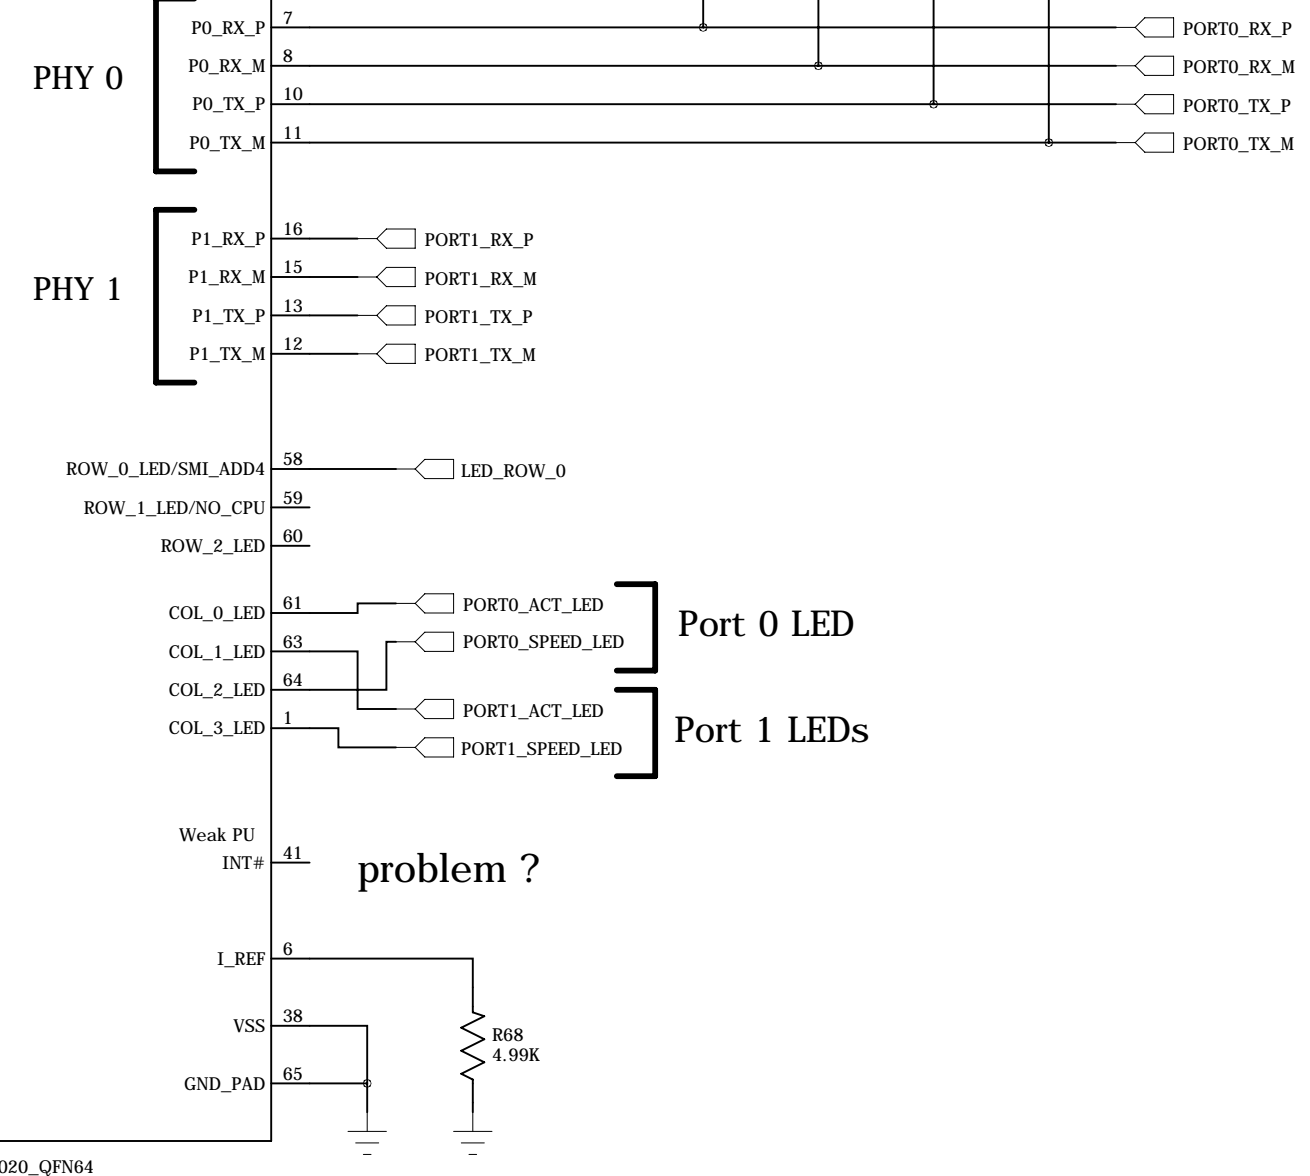 P0_RX_P 7 PORT0_RX_P
P0_RX_M 8 PORT0_RX_M
PHY 0
P0_TX_P 10 PORT0_TX_P
P0_TX_M 11 PORT0_TX_M
P1_RX_P 16 PORT1_RX_P
P1_RX_M 15 PORT1_RX_M
PHY 1
P1_TX_P 13 PORT1_TX_P
P1_TX_M 12 PORT1_TX_M
ROW_0_LED/SMI_ADD4 58 LED_ROW_0
ROW_1_LED/NO_CPU 59
ROW_2_LED 60
COL_0_LED 61 PORT0_ACT_LED
Port 0 LED
COL_1_LED 63 PORT0_SPEED_LED
COL_2_LED 64 PORT1_ACT_LED
Port 1 LEDs
COL_3_LED 1 PORT1_SPEED_LED
Weak PU
INT# 41 problem ?
I_REF 6
VSS 38
R68
4.99K
GND_PAD 65
020_QFN64